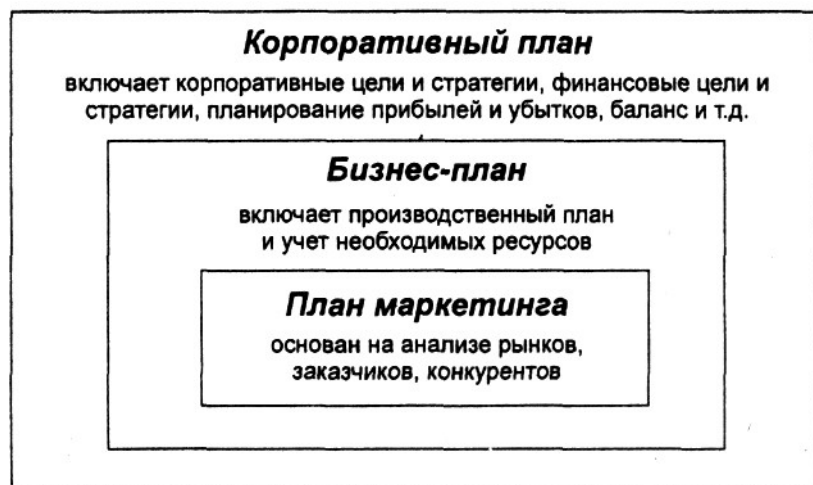 Корпоративный план
включает корпоративные цели и стратегии, финансовые цели и
стратегии, планирование прибылей и убытков, баланс и т.д.
Бизнес-план
включает производственный план
и учет необходимых ресурсов
План маркетинга
основан на анализе рынков,
заказчиков, конкурентов